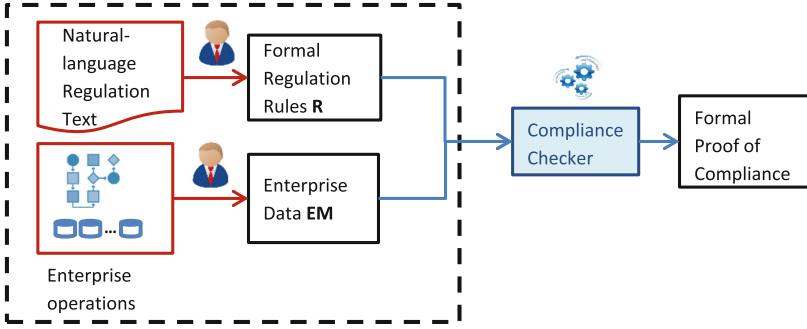 Natural-
language
Regulation
Text
Formal
Regulation
Rules R
Compliance
Checker
Formal
Proof of
Compliance
Enterprise
Data EM
...
Enterprise
operations